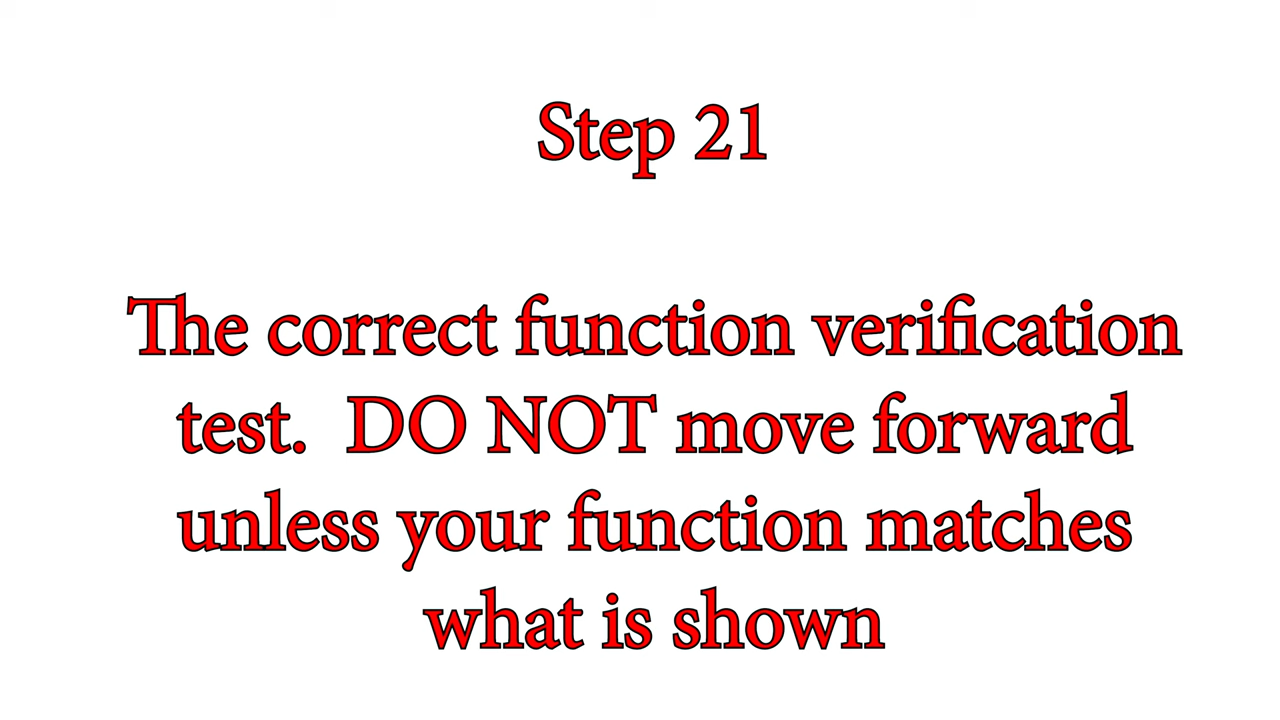 Step 21
The correct function verification
test.  DO NOT move forward
unless your function matches
what is shown